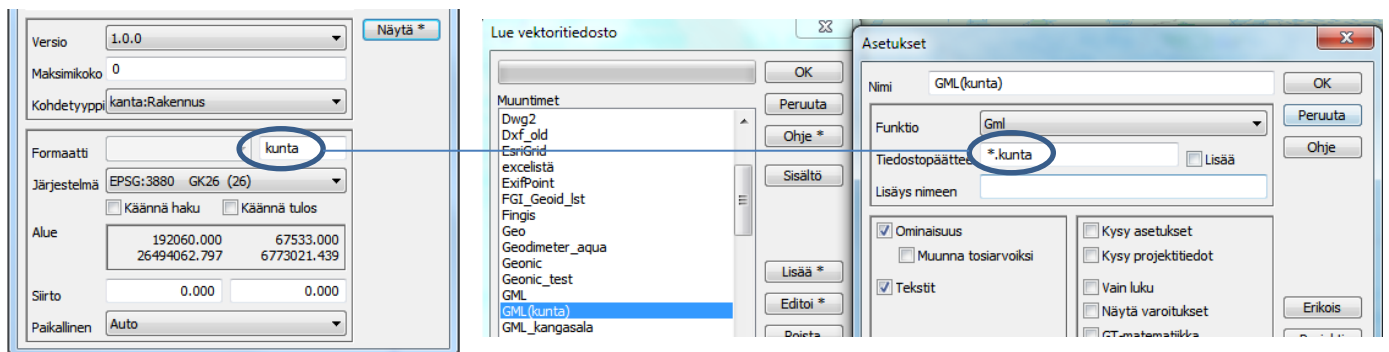 Versio 1.0.0 Näytä *
Maksimikoko 0
Kohdetyyppi kanta:Rakennus
Formaatti kunta
Järjestelmä EPSG:3880 GK26 (26)
Käännä haku Käännä tulos
Alue 192060.000 67533.000
26494062.797 6773021.439
Siirto 0.000 0.000
Paikallinen Auto
Lue vektoritiedosto
OK
Muuntimet Peruuta
Dwg2
Dxf_old Ohje *
EsriGrid
excelistä
ExifPoint Sisältö
FGI_Geoid_lst
Fingis
Geo
Geodimeter_aqua
Geonic Lisää *
Geonic_test
GML
GML(kunta) Editoi *
GML_kangasala
Poista
Asetukset
Nimi GML(kunta) OK
Funktio Gml Peruuta
Tiedostopäättee *.kunta Lisää Ohje
Lisäys nimeen
Ominaisuus Kysy asetukset
Muunna tosiarvoiksi Kysy projektitiedot
Tekstit Vain luku
Näytä varoitukset Erikois
GT-matematiikka